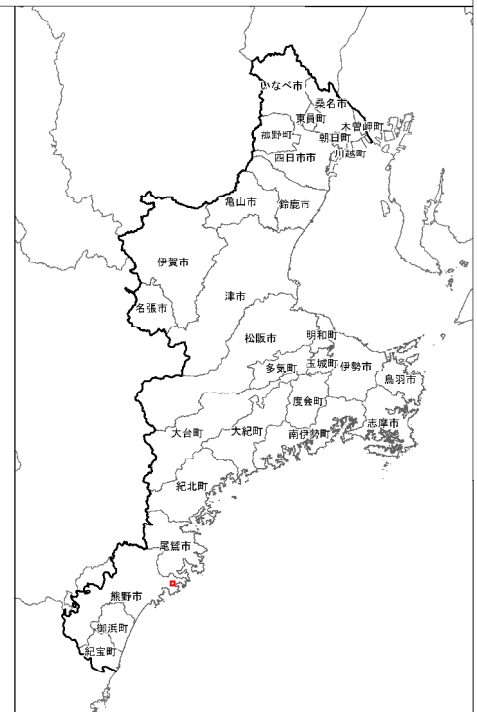 いなべ市
桑名市
東員町
木曽岬町
朝日町
菰野町
川越町
四日市市
亀山市
鈴鹿市
伊賀市
名張市
津市
松阪市
明和町
多気町
玉城町
伊勢市
鳥羽市
度会町
志摩市
大台町
大紀町
南伊勢町
紀北町
尾鷲市
熊野市
御浜町
紀宝町